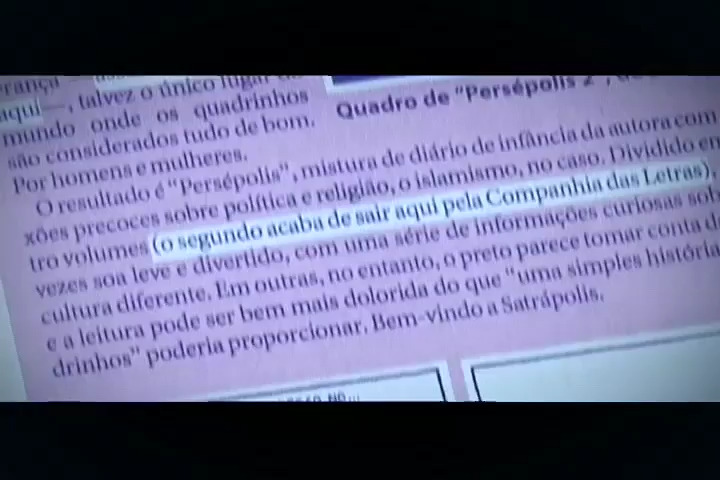 aqui—, talvez o único lugar
mundo onde os quadrinhos
são considerados tudo de bom.
Por homens e mulheres.
Quadro de "Persépolis 2",
O resultado é "Persépolis", mistura de diário de infância da autora com
xões precoces sobre política e religião, o islamismo, no caso. Dividido em
tro volumes (o segundo acaba de sair aqui pela Companhia das Letras),
vezes soa leve e divertido, com uma série de informações curiosas sob
cultura diferente. Em outras, no entanto, o preto parece tomar conta d
e a leitura pode ser bem mais dolorida do que "uma simples história
drinhos" poderia proporcionar. Bem-vindo a Satrápolis.